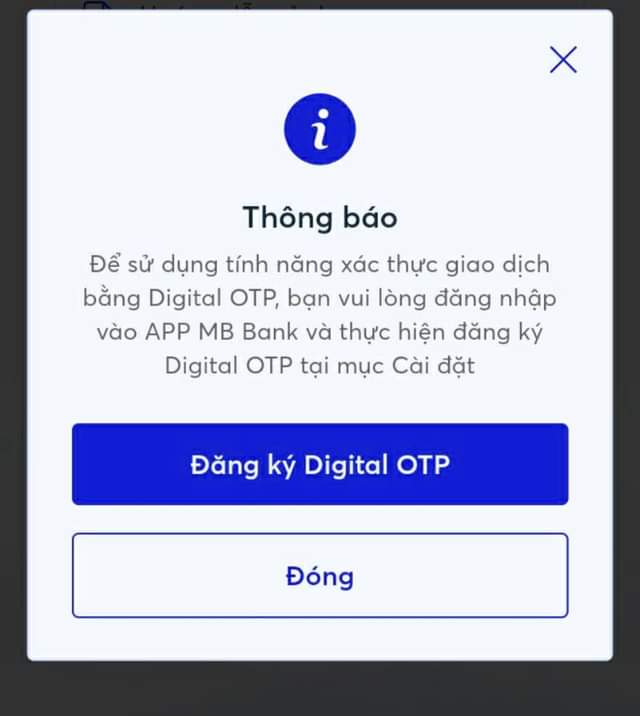 Thông báo
Để sử dụng tính năng xác thực giao dịch
bằng Digital OTP, bạn vui lòng đăng nhập
vào APP MB Bank và thực hiện đăng ký
Digital OTP tại mục Cài đặt
Đăng ký Digital OTP
Đóng